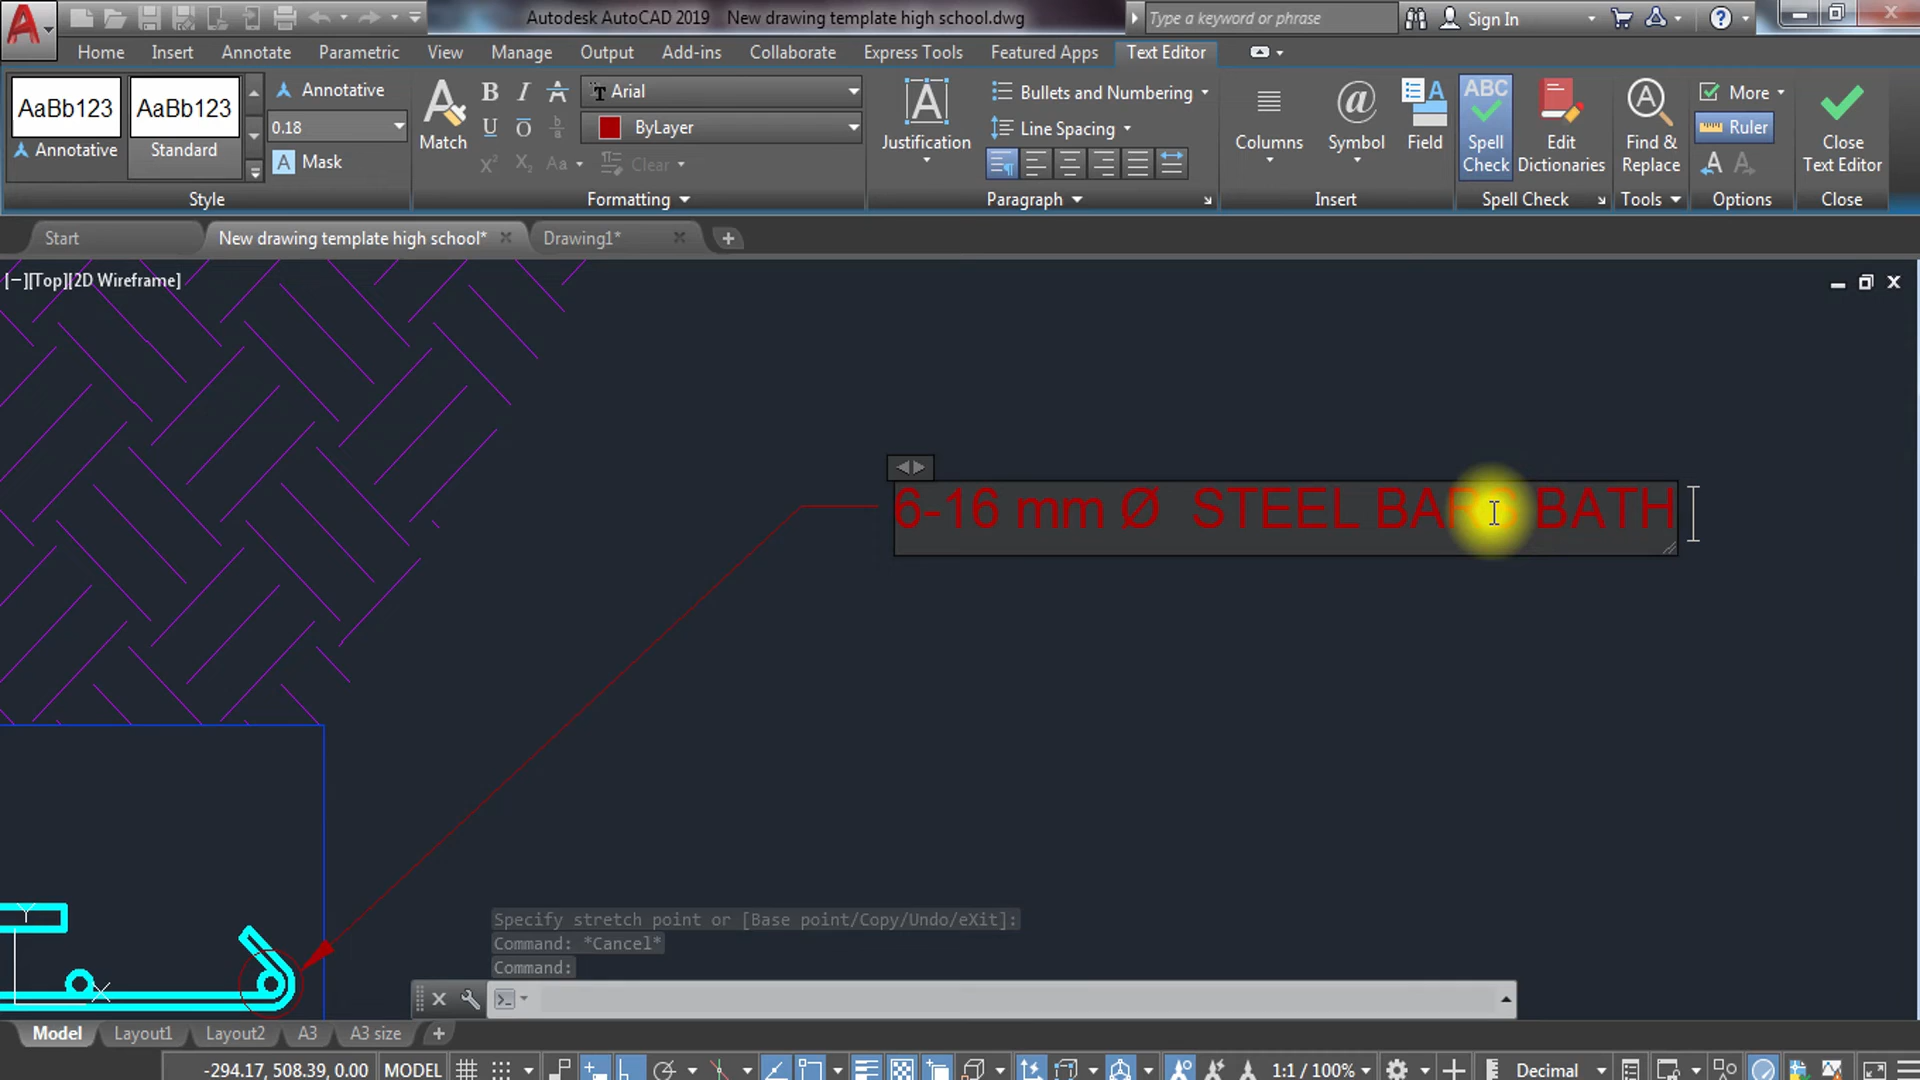 Autodesk AutoCAD 2019 New drawing template high school.dwg
Type a keyword or phrase
Sign In
Home Insert Annotate Parametric View Manage Output Add-ins Collaborate Express Tools Featured Apps Text Editor
AaBb123
Annotative
AaBb123
Standard
Annotative
0.18
Mask
Style
Match
Arial
ByLayer
Clear
Formatting
Justification
Bullets and Numbering
Line Spacing
Paragraph
Columns
Symbol
Field
Insert
ABC
Spell
Check
Edit
Dictionaries
Spell Check
Find &
Replace
Tools
More
Ruler
Options
Close
Text Editor
Close
Start
New drawing template high school*
Drawing1*
[−][Top][2D Wireframe]
6-16 mm Ø STEEL BARS BATH
Specify stretch point or [Base point/Copy/Undo/eXit]:
Command: *Cancel*
Command:
Y
X
Model Layout1 Layout2 A3 A3 size
-294.17, 508.39, 0.00 MODEL
1:1 / 100%
Decimal